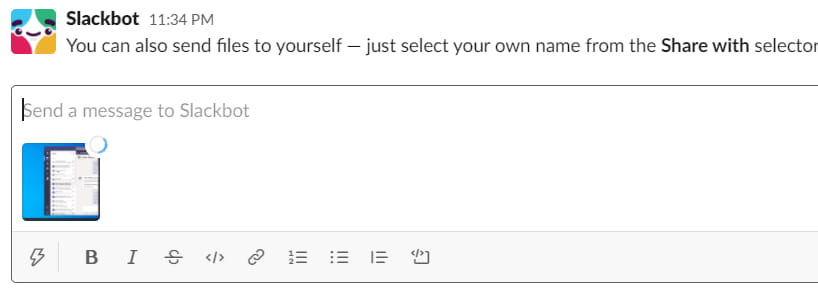 Slackbot 11:34 PM
You can also send files to yourself — just select your own name from the Share with selector
Send a message to Slackbot
B I S </>